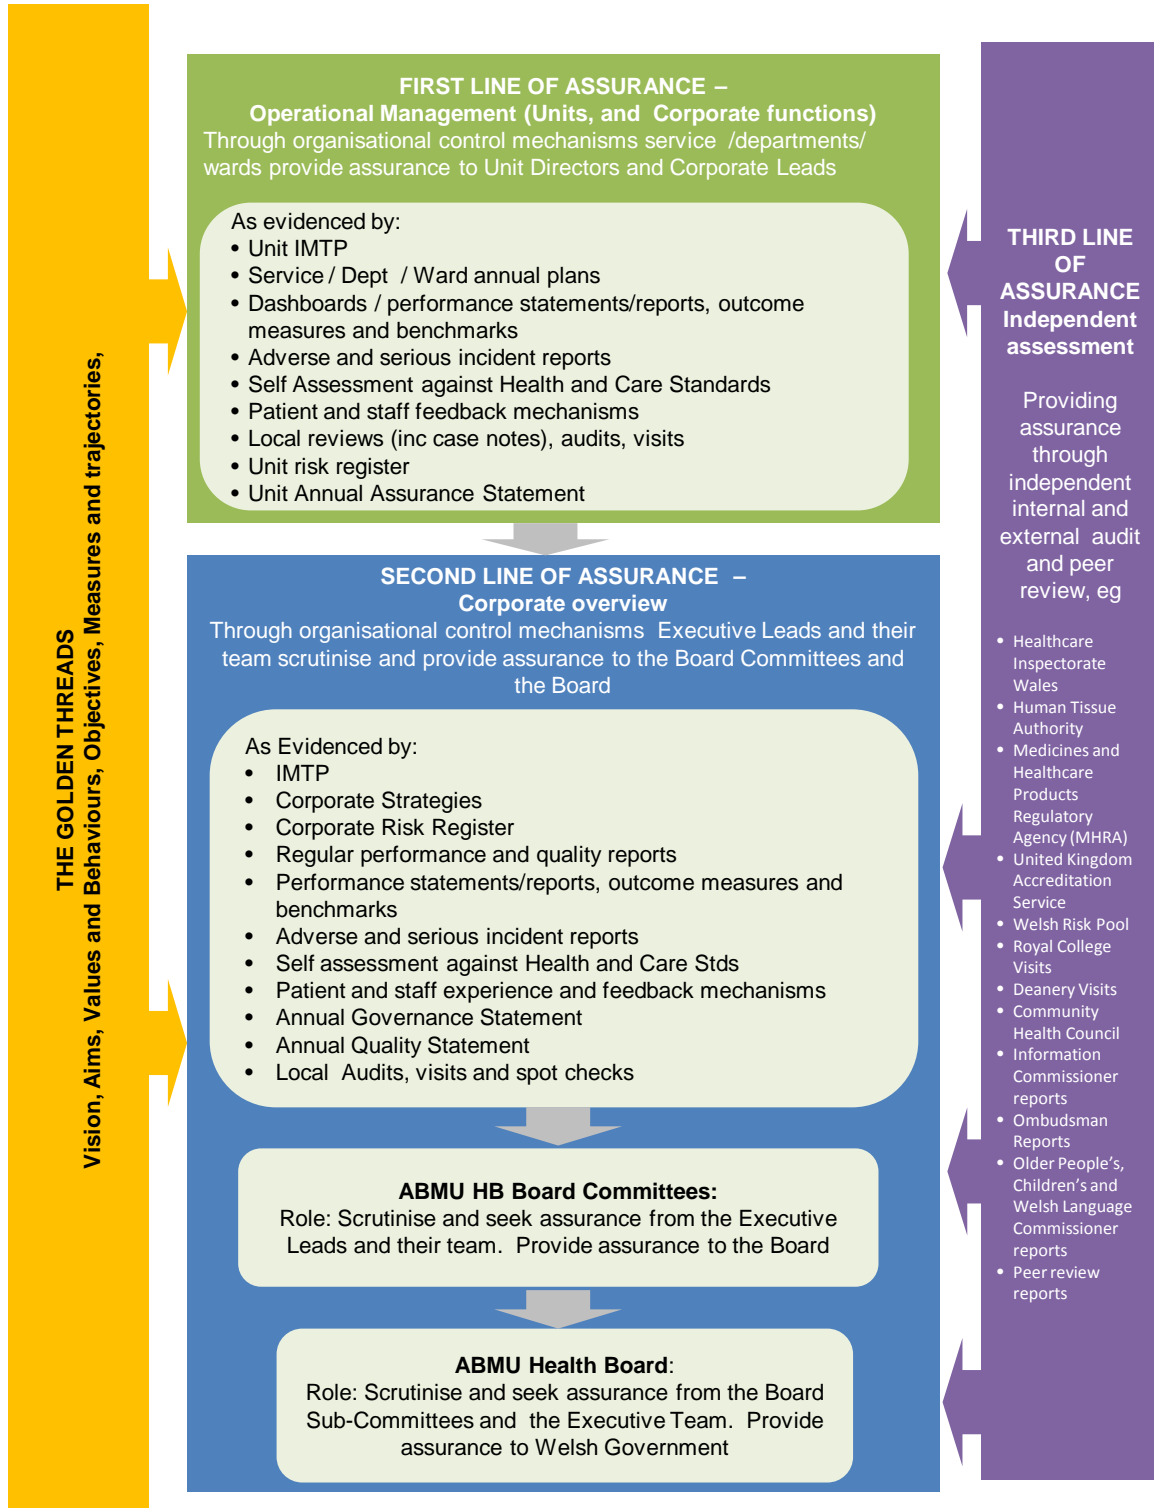 THE GOLDEN THREADS
Vision, Aims, Values and Behaviours, Objectives, Measures and trajectories,
FIRST LINE OF ASSURANCE –
Operational Management (Units, and Corporate functions)
Through organisational control mechanisms service /departments/
wards provide assurance to Unit Directors and Corporate Leads
As evidenced by:
• Unit IMTP
• Service / Dept / Ward annual plans
• Dashboards / performance statements/reports, outcome
measures and benchmarks
• Adverse and serious incident reports
• Self Assessment against Health and Care Standards
• Patient and staff feedback mechanisms
• Local reviews (inc case notes), audits, visits
• Unit risk register
• Unit Annual Assurance Statement
SECOND LINE OF ASSURANCE –
Corporate overview
Through organisational control mechanisms Executive Leads and their
team scrutinise and provide assurance to the Board Committees and
the Board
As Evidenced by:
• IMTP
• Corporate Strategies
• Corporate Risk Register
• Regular performance and quality reports
• Performance statements/reports, outcome measures and
benchmarks
• Adverse and serious incident reports
• Self assessment against Health and Care Stds
• Patient and staff experience and feedback mechanisms
• Annual Governance Statement
• Annual Quality Statement
• Local Audits, visits and spot checks
ABMU HB Board Committees:
Role: Scrutinise and seek assurance from the Executive
Leads and their team. Provide assurance to the Board
ABMU Health Board:
Role: Scrutinise and seek assurance from the Board
Sub-Committees and the Executive Team. Provide
assurance to Welsh Government
THIRD LINE
OF
ASSURANCE
Independent
assessment
Providing
assurance
through
independent
internal and
external audit
and peer
review, eg
• Healthcare
Inspectorate
Wales
• Human Tissue
Authority
• Medicines and
Healthcare
Products
Regulatory
Agency (MHRA)
• United Kingdom
Accreditation
Service
• Welsh Risk Pool
• Royal College
Visits
• Deanery Visits
• Community
Health Council
• Information
Commissioner
reports
• Ombudsman
Reports
• Older People’s,
Children’s and
Welsh Language
Commissioner
reports
• Peer review
reports